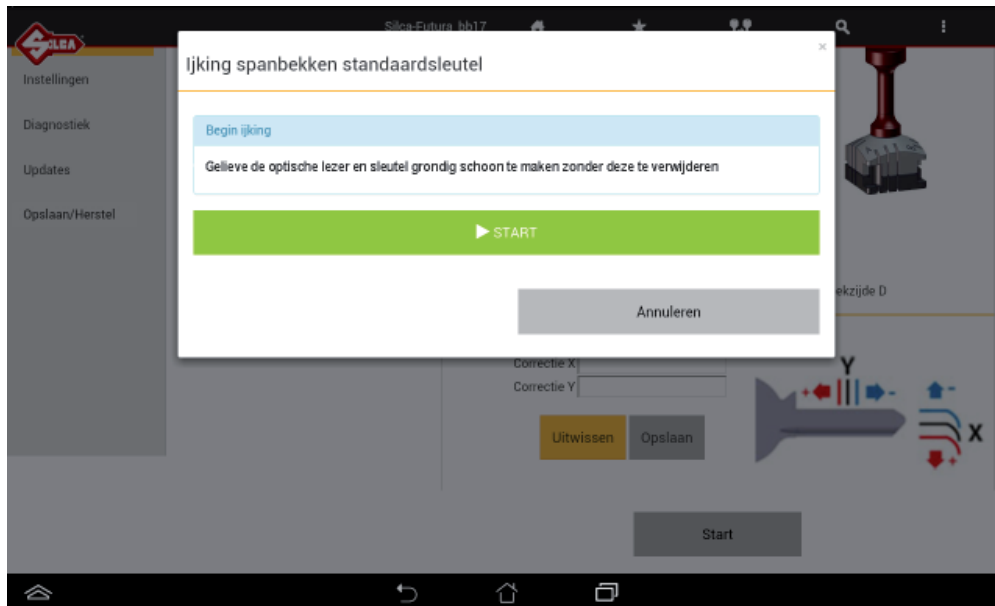 Silca-Futura_bb17
SILCA
Ijking spanbekken standaardsleutel
×
Instellingen
Diagnostiek
Updates
Opslaan/Herstel
Begin ijking
Gelieve de optische lezer en sleutel grondig schoon te maken zonder deze te verwijderen
START
Annuleren
ekzijde D
Correctie X
Correctie Y
Uitwissen
Opslaan
Y
+ -
-
X
+
Start